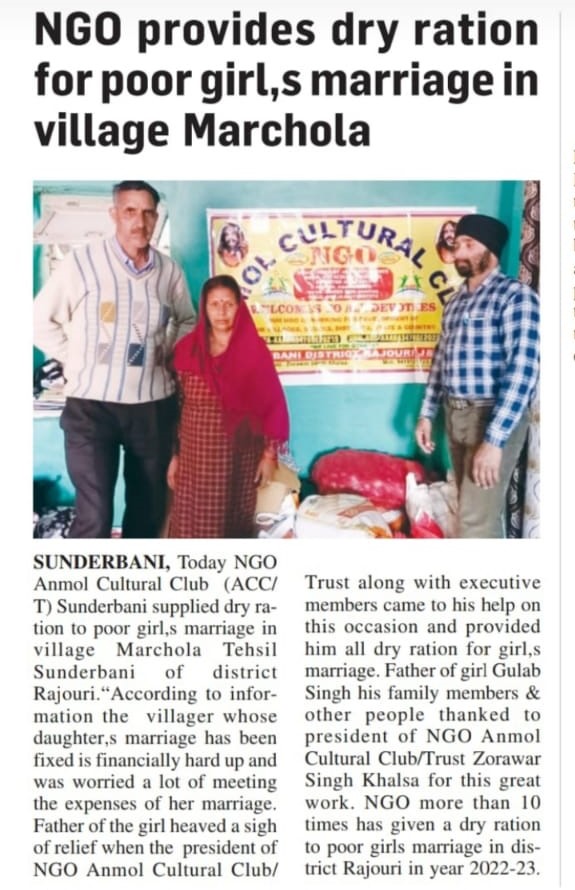 NGO provides dry ration
for poor girl,s marriage in
village Marchola
CULTURAL
NGO
DEVOTEES
BANI DISTRICT RAJOURI J&
SUNDERBANI, Today NGO
Anmol Cultural Club (ACC/
T) Sunderbani supplied dry ra-
tion to poor girl,s marriage in
village Marchola Tehsil
Sunderbani of district
Rajouri.“According to infor-
mation the villager whose
daughter,s marriage has been
fixed is financially hard up and
was worried a lot of meeting
the expenses of her marriage.
Father of the girl heaved a sigh
of relief when the president of
NGO Anmol Cultural Club/
Trust along with executive
members came to his help on
this occasion and provided
him all dry ration for girl,s
marriage. Father of girl Gulab
Singh his family members &
other people thanked to
president of NGO Anmol
Cultural Club/Trust Zorawar
Singh Khalsa for this great
work. NGO more than 10
times has given a dry ration
to poor girls marriage in dis-
trict Rajouri in year 2022-23.